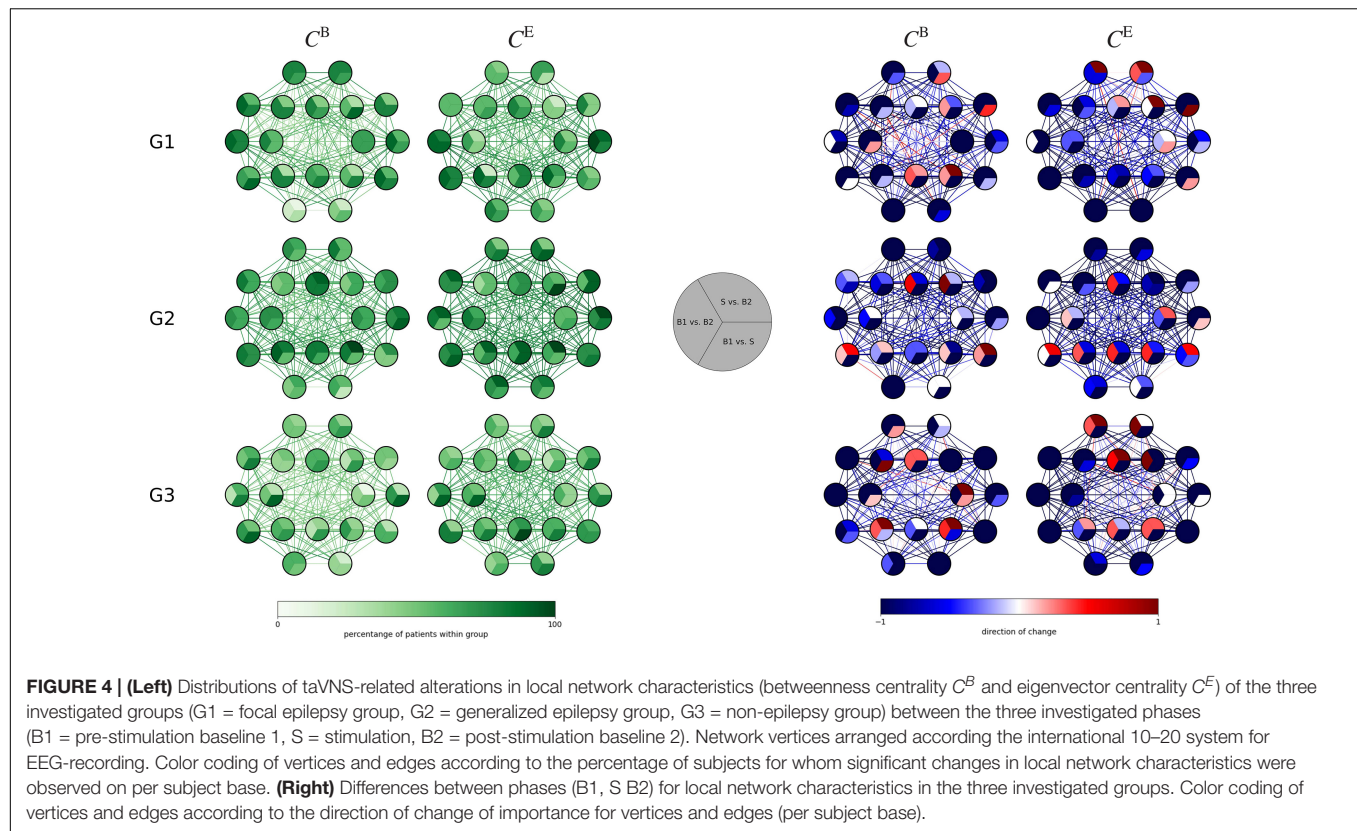 C^B C^E C^B C^E
G1
G2
S vs. B2
B1 vs. B2
B1 vs. S
G3
0 100
percentage of patients within group
−1 1
direction of change
FIGURE 4 | (Left) Distributions of taVNS-related alterations in local network characteristics (betweenness centrality C^B and eigenvector centrality C^E) of the three
investigated groups (G1 = focal epilepsy group, G2 = generalized epilepsy group, G3 = non-epilepsy group) between the three investigated phases
(B1 = pre-stimulation baseline 1, S = stimulation, B2 = post-stimulation baseline 2). Network vertices arranged according the international 10–20 system for
EEG-recording. Color coding of vertices and edges according to the percentage of subjects for whom significant changes in local network characteristics were
observed on per subject base. (Right) Differences between phases (B1, S B2) for local network characteristics in the three investigated groups. Color coding of
vertices and edges according to the direction of change of importance for vertices and edges (per subject base).